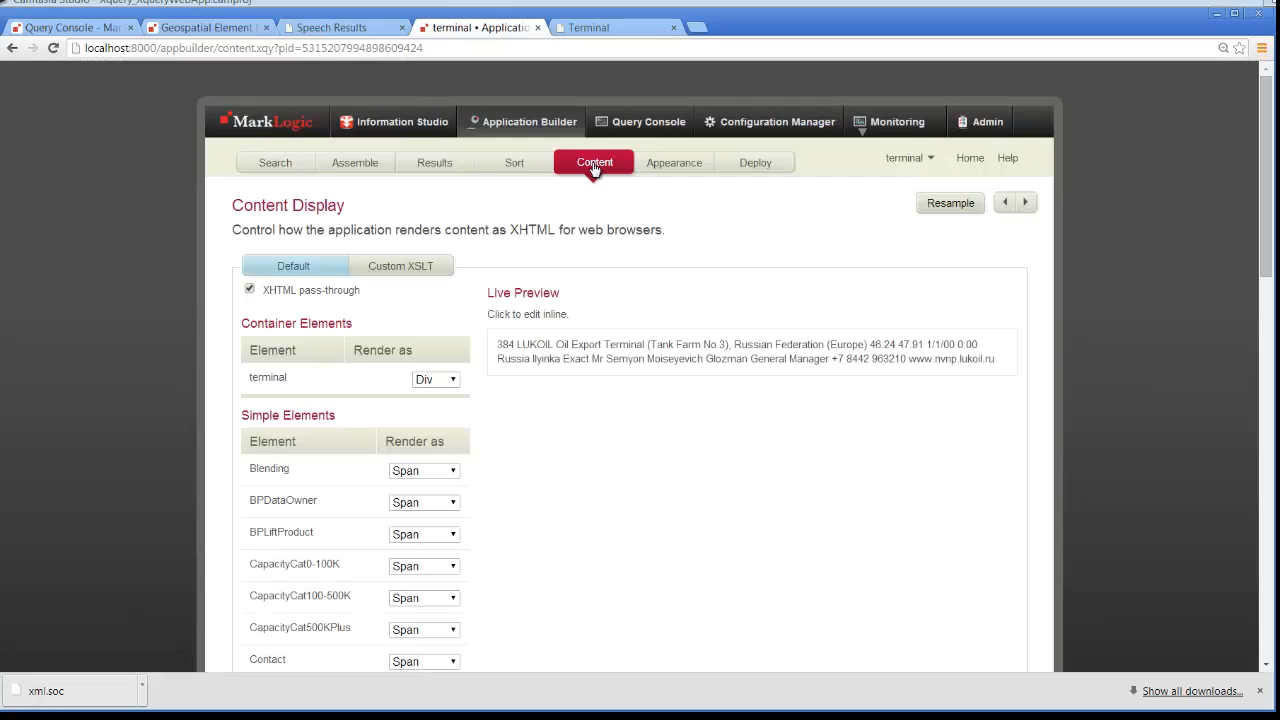 Camtasia Studio - Xquery_XqueryWebApp.camproj
Query Console - Mar
Geospatial Element I
Speech Results
terminal • Applicatio
Terminal
localhost:8000/appbuilder/content.xqy?pid=5315207994898609424
MarkLogic
Information Studio
Application Builder
Query Console
Configuration Manager
Monitoring
Admin
Search
Assemble
Results
Sort
Content
Appearance
Deploy
terminal
Home
Help
Content Display
Resample
Control how the application renders content as XHTML for web browsers.
Default
Custom XSLT
XHTML pass-through
Live Preview
Click to edit inline.
384 LUKOIL Oil Export Terminal (Tank Farm No.3), Russian Federation (Europe) 46.24 47.91 1/1/00 0:00
Russia Ilyinka Exact Mr Semyon Moiseyevich Glozman General Manager +7 8442 963210 www.nvnp.lukoil.ru
Container Elements
Element Render as
terminal Div
Simple Elements
Element Render as
Blending Span
BPDataOwner Span
BPLiftProduct Span
CapacityCat0-100K Span
CapacityCat100-500K Span
CapacityCat500KPlus Span
Contact Span
xml.soc
Show all downloads...